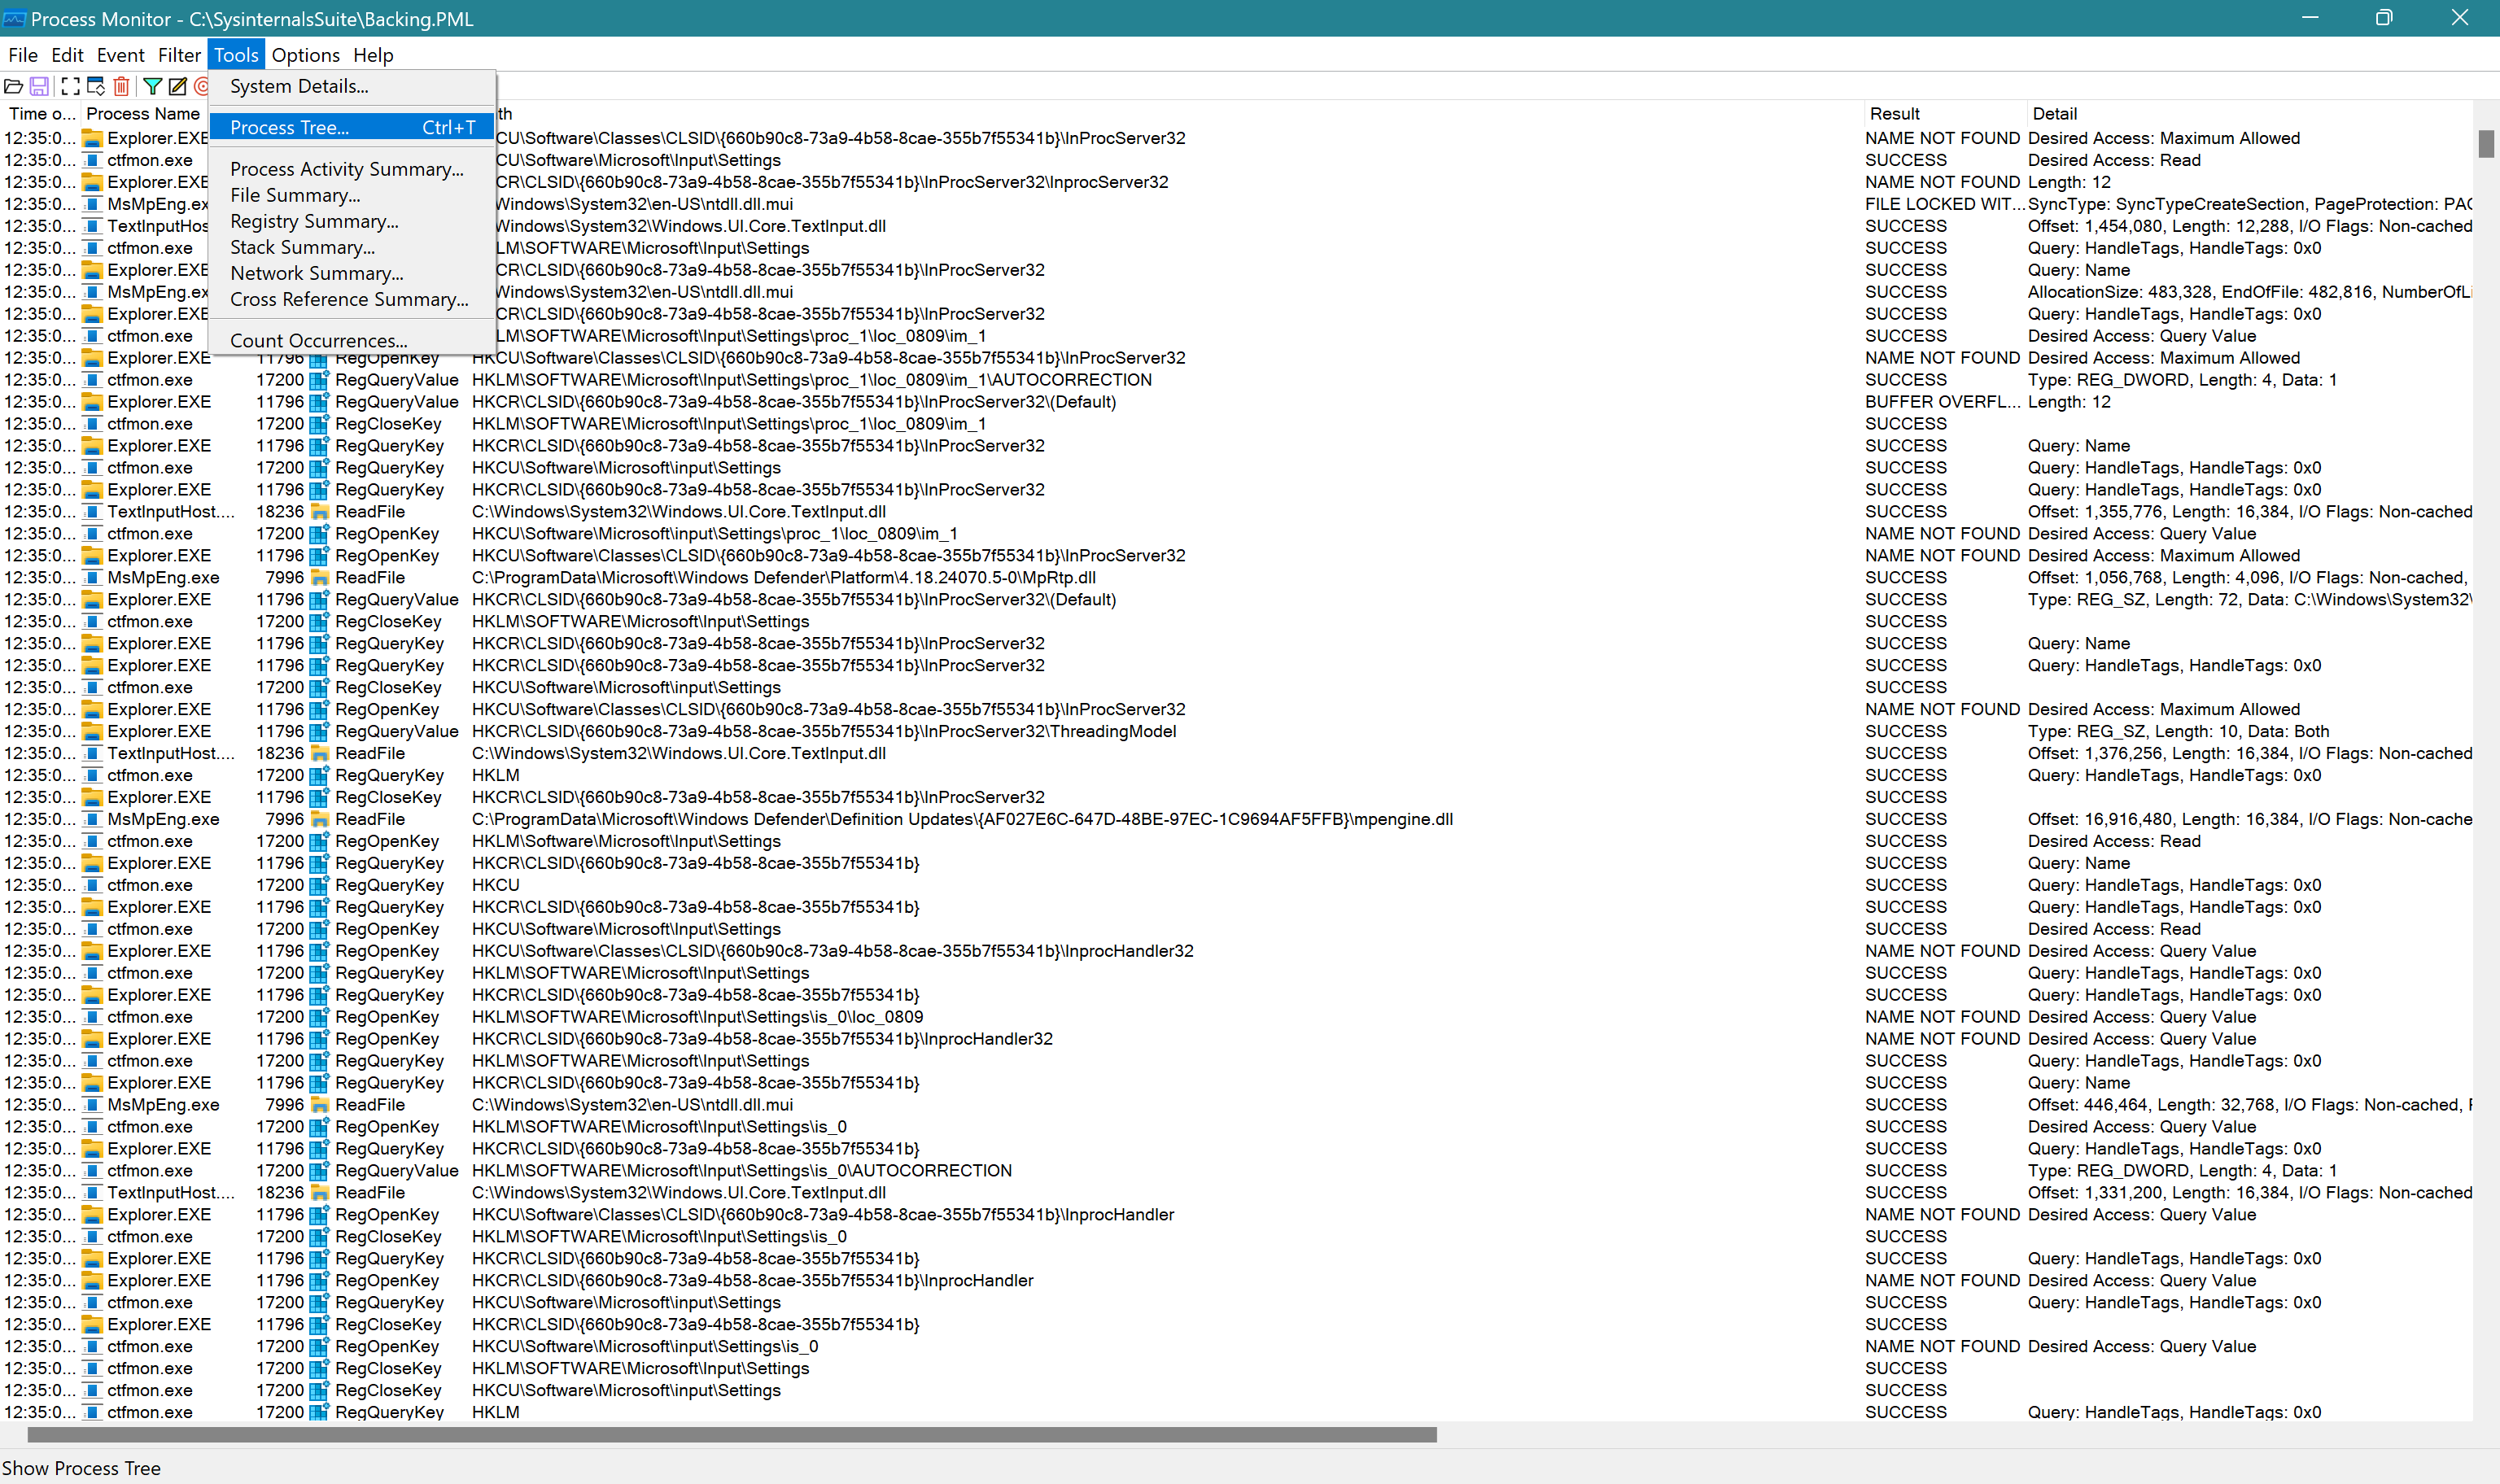 Process Monitor - C:\SysinternalsSuite\Backing.PML
File Edit Event Filter Tools Options Help
System Details...
Process Tree... Ctrl+T
Process Activity Summary...
File Summary...
Registry Summary...
Stack Summary...
Network Summary...
Cross Reference Summary...
Count Occurrences...
Time o... Process Name th Result Detail
12:35:0... Explorer.EXE CU\Software\Classes\CLSID\{660b90c8-73a9-4b58-8cae-355b7f55341b}\InProcServer32 NAME NOT FOUND Desired Access: Maximum Allowed
12:35:0... ctfmon.exe CU\Software\Microsoft\Input\Settings SUCCESS Desired Access: Read
12:35:0... Explorer.EXE CR\CLSID\{660b90c8-73a9-4b58-8cae-355b7f55341b}\InProcServer32\InprocServer32 NAME NOT FOUND Length: 12
12:35:0... MsMpEng.ex Windows\System32\en-US\ntdll.dll.mui FILE LOCKED WIT... SyncType: SyncTypeCreateSection, PageProtection: PAG
12:35:0... TextInputHos Windows\System32\Windows.UI.Core.TextInput.dll SUCCESS Offset: 1,454,080, Length: 12,288, I/O Flags: Non-cached
12:35:0... ctfmon.exe LM\SOFTWARE\Microsoft\Input\Settings SUCCESS Query: HandleTags, HandleTags: 0x0
12:35:0... Explorer.EXE CR\CLSID\{660b90c8-73a9-4b58-8cae-355b7f55341b}\InProcServer32 SUCCESS Query: Name
12:35:0... MsMpEng.ex Windows\System32\en-US\ntdll.dll.mui SUCCESS AllocationSize: 483,328, EndOfFile: 482,816, NumberOfLi
12:35:0... Explorer.EXE CR\CLSID\{660b90c8-73a9-4b58-8cae-355b7f55341b}\InProcServer32 SUCCESS Query: HandleTags, HandleTags: 0x0
12:35:0... ctfmon.exe LM\SOFTWARE\Microsoft\Input\Settings\proc_1\loc_0809\im_1 SUCCESS Desired Access: Query Value
12:35:0... Explorer.EXE 11796 RegOpenKey HKCU\Software\Classes\CLSID\{660b90c8-73a9-4b58-8cae-355b7f55341b}\InProcServer32 NAME NOT FOUND Desired Access: Maximum Allowed
12:35:0... ctfmon.exe 17200 RegQueryValue HKLM\SOFTWARE\Microsoft\Input\Settings\proc_1\loc_0809\im_1\AUTOCORRECTION SUCCESS Type: REG_DWORD, Length: 4, Data: 1
12:35:0... Explorer.EXE 11796 RegQueryValue HKCR\CLSID\{660b90c8-73a9-4b58-8cae-355b7f55341b}\InProcServer32\(Default) BUFFER OVERFL... Length: 12
12:35:0... ctfmon.exe 17200 RegCloseKey HKLM\SOFTWARE\Microsoft\Input\Settings\proc_1\loc_0809\im_1 SUCCESS
12:35:0... Explorer.EXE 11796 RegQueryKey HKCR\CLSID\{660b90c8-73a9-4b58-8cae-355b7f55341b}\InProcServer32 SUCCESS Query: Name
12:35:0... ctfmon.exe 17200 RegQueryKey HKCU\Software\Microsoft\input\Settings SUCCESS Query: HandleTags, HandleTags: 0x0
12:35:0... Explorer.EXE 11796 RegQueryKey HKCR\CLSID\{660b90c8-73a9-4b58-8cae-355b7f55341b}\InProcServer32 SUCCESS Query: HandleTags, HandleTags: 0x0
12:35:0... TextInputHost.... 18236 ReadFile C:\Windows\System32\Windows.UI.Core.TextInput.dll SUCCESS Offset: 1,355,776, Length: 16,384, I/O Flags: Non-cached
12:35:0... ctfmon.exe 17200 RegOpenKey HKCU\Software\Microsoft\input\Settings\proc_1\loc_0809\im_1 NAME NOT FOUND Desired Access: Query Value
12:35:0... Explorer.EXE 11796 RegOpenKey HKCU\Software\Classes\CLSID\{660b90c8-73a9-4b58-8cae-355b7f55341b}\InProcServer32 NAME NOT FOUND Desired Access: Maximum Allowed
12:35:0... MsMpEng.exe 7996 ReadFile C:\ProgramData\Microsoft\Windows Defender\Platform\4.18.24070.5-0\MpRtp.dll SUCCESS Offset: 1,056,768, Length: 4,096, I/O Flags: Non-cached,
12:35:0... Explorer.EXE 11796 RegQueryValue HKCR\CLSID\{660b90c8-73a9-4b58-8cae-355b7f55341b}\InProcServer32\(Default) SUCCESS Type: REG_SZ, Length: 72, Data: C:\Windows\System32\
12:35:0... ctfmon.exe 17200 RegCloseKey HKLM\SOFTWARE\Microsoft\Input\Settings SUCCESS
12:35:0... Explorer.EXE 11796 RegQueryKey HKCR\CLSID\{660b90c8-73a9-4b58-8cae-355b7f55341b}\InProcServer32 SUCCESS Query: Name
12:35:0... Explorer.EXE 11796 RegQueryKey HKCR\CLSID\{660b90c8-73a9-4b58-8cae-355b7f55341b}\InProcServer32 SUCCESS Query: HandleTags, HandleTags: 0x0
12:35:0... ctfmon.exe 17200 RegCloseKey HKCU\Software\Microsoft\input\Settings SUCCESS
12:35:0... Explorer.EXE 11796 RegOpenKey HKCU\Software\Classes\CLSID\{660b90c8-73a9-4b58-8cae-355b7f55341b}\InProcServer32 NAME NOT FOUND Desired Access: Maximum Allowed
12:35:0... Explorer.EXE 11796 RegQueryValue HKCR\CLSID\{660b90c8-73a9-4b58-8cae-355b7f55341b}\InProcServer32\ThreadingModel SUCCESS Type: REG_SZ, Length: 10, Data: Both
12:35:0... TextInputHost.... 18236 ReadFile C:\Windows\System32\Windows.UI.Core.TextInput.dll SUCCESS Offset: 1,376,256, Length: 16,384, I/O Flags: Non-cached
12:35:0... ctfmon.exe 17200 RegQueryKey HKLM SUCCESS Query: HandleTags, HandleTags: 0x0
12:35:0... Explorer.EXE 11796 RegCloseKey HKCR\CLSID\{660b90c8-73a9-4b58-8cae-355b7f55341b}\InProcServer32 SUCCESS
12:35:0... MsMpEng.exe 7996 ReadFile C:\ProgramData\Microsoft\Windows Defender\Definition Updates\{AF027E6C-647D-48BE-97EC-1C9694AF5FFB}\mpengine.dll SUCCESS Offset: 16,916,480, Length: 16,384, I/O Flags: Non-cache
12:35:0... ctfmon.exe 17200 RegOpenKey HKLM\Software\Microsoft\Input\Settings SUCCESS Desired Access: Read
12:35:0... Explorer.EXE 11796 RegQueryKey HKCR\CLSID\{660b90c8-73a9-4b58-8cae-355b7f55341b} SUCCESS Query: Name
12:35:0... ctfmon.exe 17200 RegQueryKey HKCU SUCCESS Query: HandleTags, HandleTags: 0x0
12:35:0... Explorer.EXE 11796 RegQueryKey HKCR\CLSID\{660b90c8-73a9-4b58-8cae-355b7f55341b} SUCCESS Query: HandleTags, HandleTags: 0x0
12:35:0... ctfmon.exe 17200 RegOpenKey HKCU\Software\Microsoft\Input\Settings SUCCESS Desired Access: Read
12:35:0... Explorer.EXE 11796 RegOpenKey HKCU\Software\Classes\CLSID\{660b90c8-73a9-4b58-8cae-355b7f55341b}\InprocHandler32 NAME NOT FOUND Desired Access: Query Value
12:35:0... ctfmon.exe 17200 RegQueryKey HKLM\SOFTWARE\Microsoft\Input\Settings SUCCESS Query: HandleTags, HandleTags: 0x0
12:35:0... Explorer.EXE 11796 RegQueryKey HKCR\CLSID\{660b90c8-73a9-4b58-8cae-355b7f55341b} SUCCESS Query: HandleTags, HandleTags: 0x0
12:35:0... ctfmon.exe 17200 RegOpenKey HKLM\SOFTWARE\Microsoft\Input\Settings\is_0\loc_0809 NAME NOT FOUND Desired Access: Query Value
12:35:0... Explorer.EXE 11796 RegOpenKey HKCR\CLSID\{660b90c8-73a9-4b58-8cae-355b7f55341b}\InprocHandler32 NAME NOT FOUND Desired Access: Query Value
12:35:0... ctfmon.exe 17200 RegQueryKey HKLM\SOFTWARE\Microsoft\Input\Settings SUCCESS Query: HandleTags, HandleTags: 0x0
12:35:0... Explorer.EXE 11796 RegQueryKey HKCR\CLSID\{660b90c8-73a9-4b58-8cae-355b7f55341b} SUCCESS Query: Name
12:35:0... MsMpEng.exe 7996 ReadFile C:\Windows\System32\en-US\ntdll.dll.mui SUCCESS Offset: 446,464, Length: 32,768, I/O Flags: Non-cached,
12:35:0... ctfmon.exe 17200 RegOpenKey HKLM\SOFTWARE\Microsoft\Input\Settings\is_0 SUCCESS Desired Access: Query Value
12:35:0... Explorer.EXE 11796 RegQueryKey HKCR\CLSID\{660b90c8-73a9-4b58-8cae-355b7f55341b} SUCCESS Query: HandleTags, HandleTags: 0x0
12:35:0... ctfmon.exe 17200 RegQueryValue HKLM\SOFTWARE\Microsoft\Input\Settings\is_0\AUTOCORRECTION SUCCESS Type: REG_DWORD, Length: 4, Data: 1
12:35:0... TextInputHost.... 18236 ReadFile C:\Windows\System32\Windows.UI.Core.TextInput.dll SUCCESS Offset: 1,331,200, Length: 16,384, I/O Flags: Non-cached
12:35:0... Explorer.EXE 11796 RegOpenKey HKCU\Software\Classes\CLSID\{660b90c8-73a9-4b58-8cae-355b7f55341b}\InprocHandler NAME NOT FOUND Desired Access: Query Value
12:35:0... ctfmon.exe 17200 RegCloseKey HKLM\SOFTWARE\Microsoft\Input\Settings\is_0 SUCCESS
12:35:0... Explorer.EXE 11796 RegQueryKey HKCR\CLSID\{660b90c8-73a9-4b58-8cae-355b7f55341b} SUCCESS Query: HandleTags, HandleTags: 0x0
12:35:0... Explorer.EXE 11796 RegOpenKey HKCR\CLSID\{660b90c8-73a9-4b58-8cae-355b7f55341b}\InprocHandler NAME NOT FOUND Desired Access: Query Value
12:35:0... ctfmon.exe 17200 RegQueryKey HKCU\Software\Microsoft\input\Settings SUCCESS Query: HandleTags, HandleTags: 0x0
12:35:0... Explorer.EXE 11796 RegCloseKey HKCR\CLSID\{660b90c8-73a9-4b58-8cae-355b7f55341b} SUCCESS
12:35:0... ctfmon.exe 17200 RegOpenKey HKCU\Software\Microsoft\input\Settings\is_0 NAME NOT FOUND Desired Access: Query Value
12:35:0... ctfmon.exe 17200 RegCloseKey HKLM\SOFTWARE\Microsoft\Input\Settings SUCCESS
12:35:0... ctfmon.exe 17200 RegCloseKey HKCU\Software\Microsoft\input\Settings SUCCESS
12:35:0... ctfmon.exe 17200 RegQueryKey HKLM SUCCESS Query: HandleTags, HandleTags: 0x0
Show Process Tree